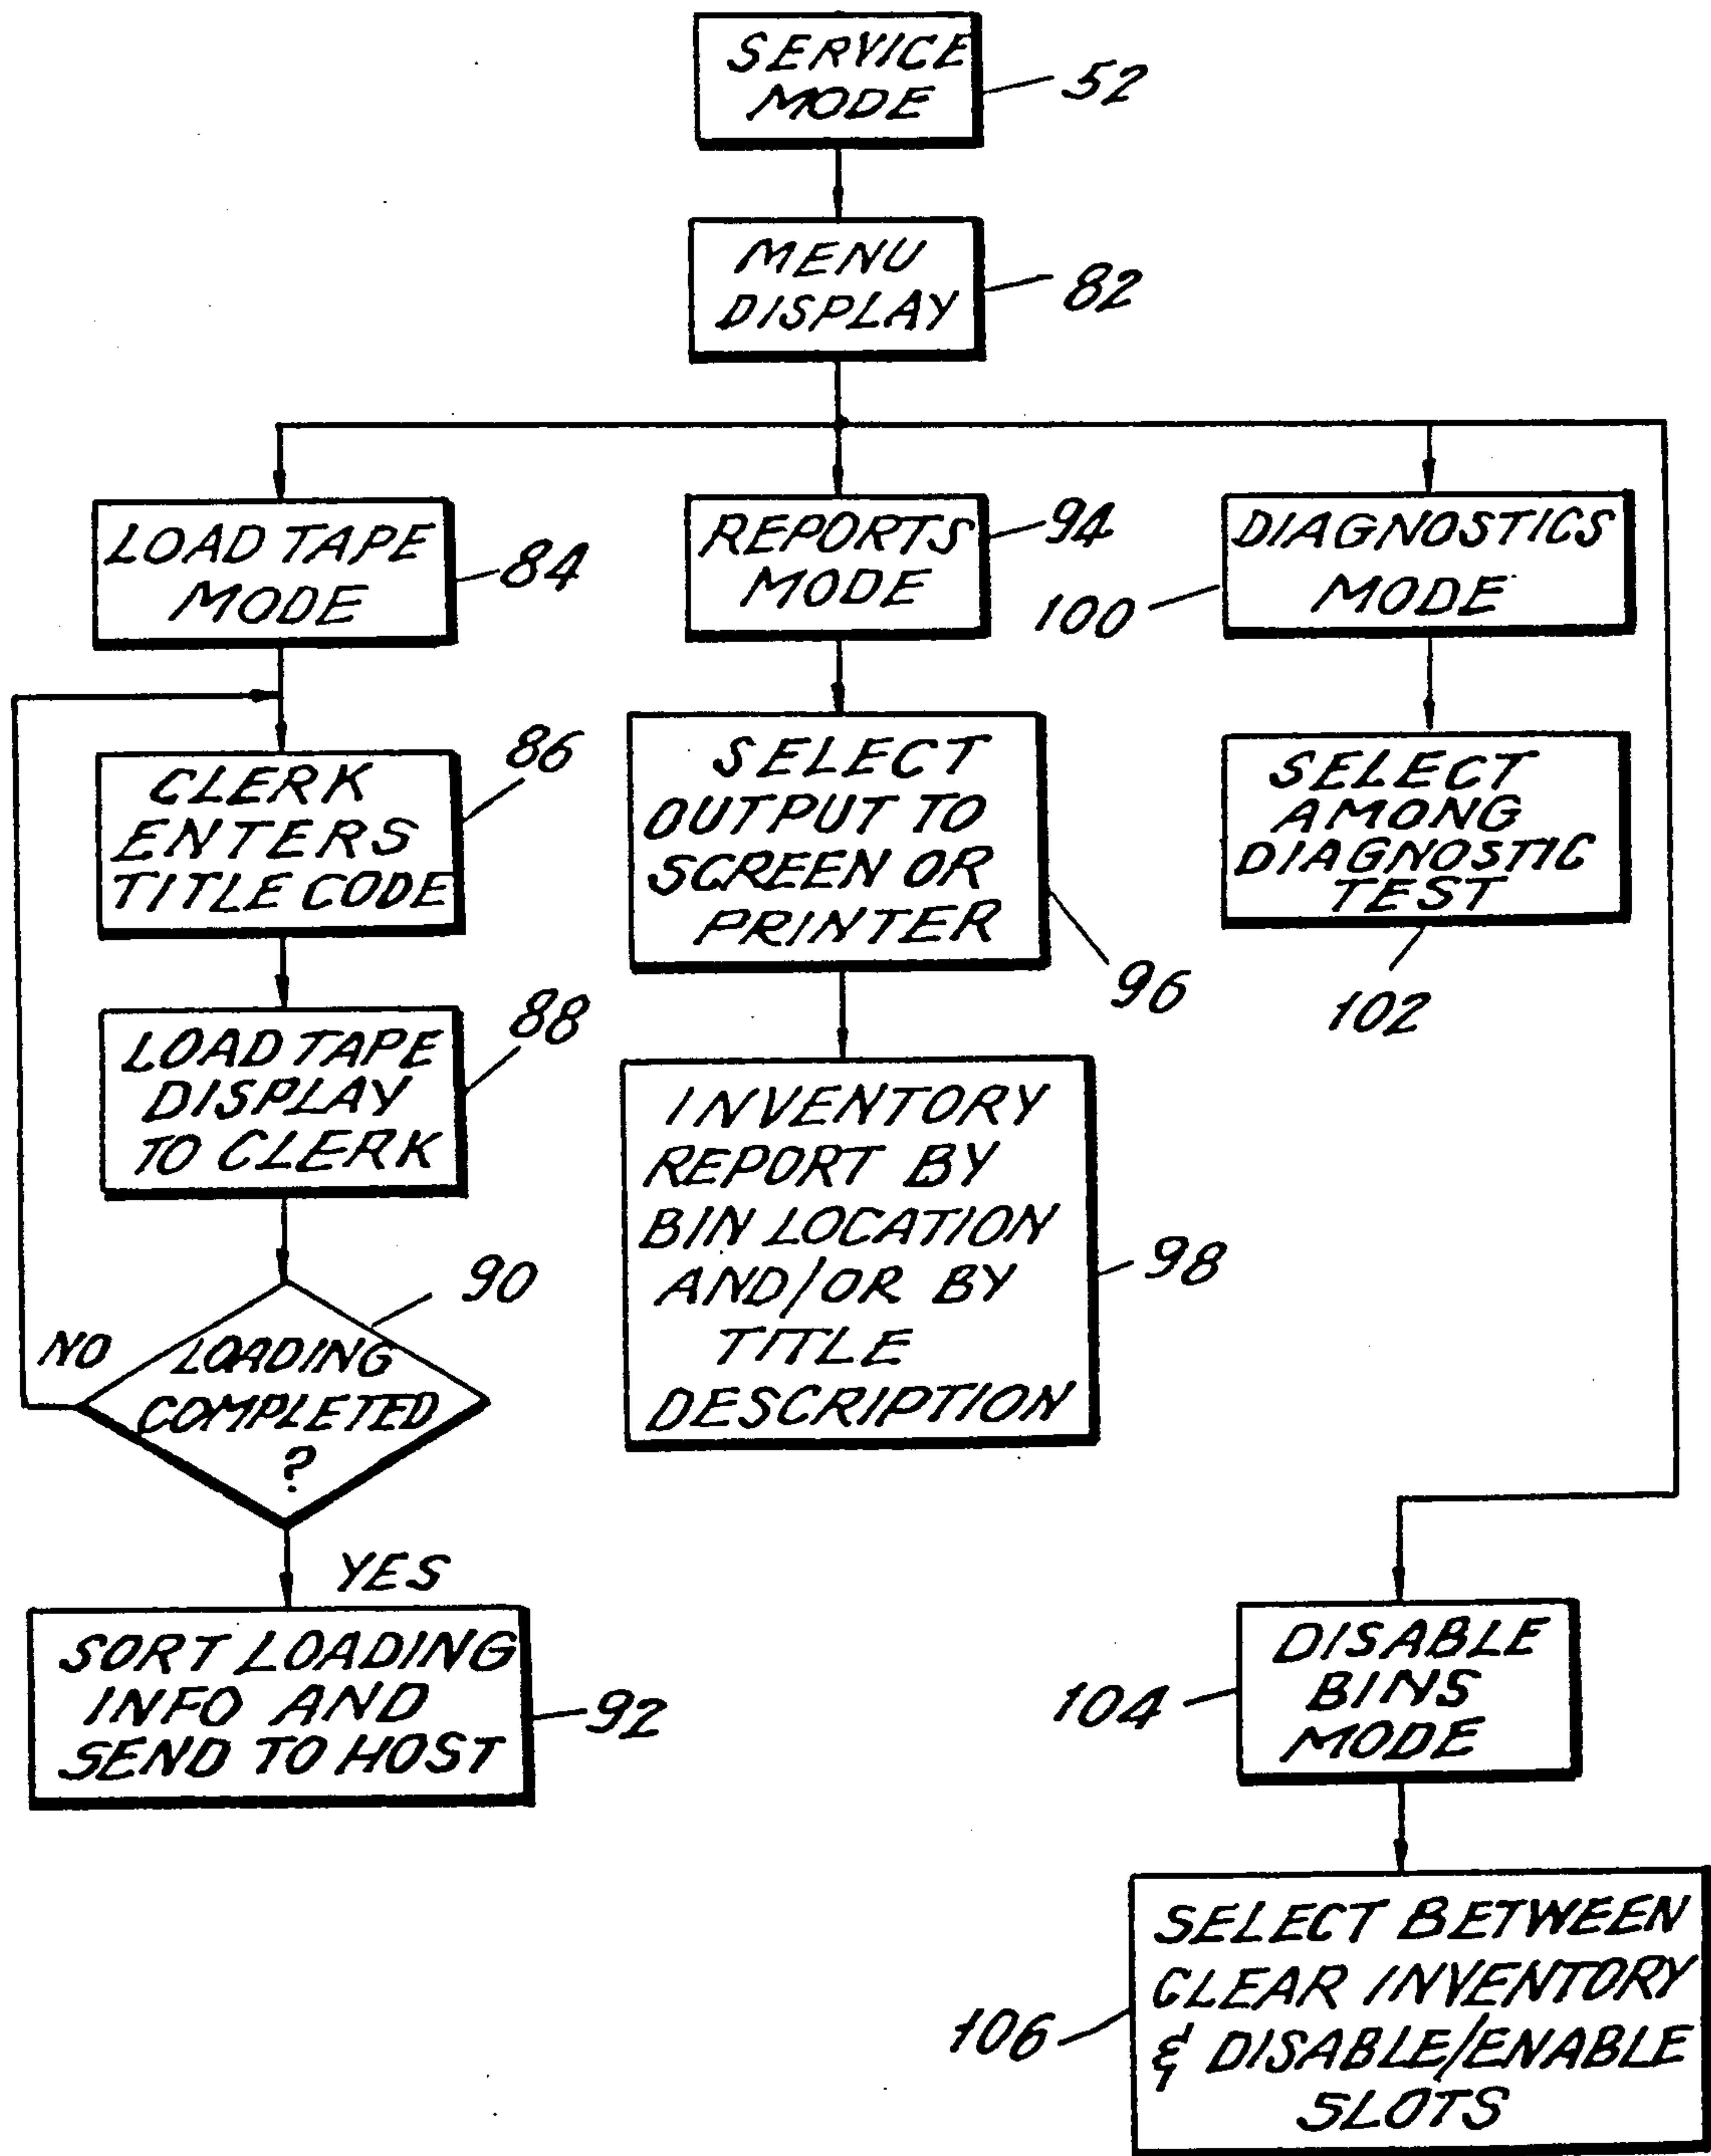 SERVICE
MODE
52
MENU
DISPLAY
82
LOAD TAPE
MODE
84
REPORTS
MODE
94
DIAGNOSTICS
MODE
100
CLERK
ENTERS
TITLE CODE
86
SELECT
OUTPUT TO
SCREEN OR
PRINTER
96
SELECT
AMONG
DIAGNOSTIC
TEST
102
LOAD TAPE
DISPLAY
TO CLERK
88
INVENTORY
REPORT BY
BIN LOCATION
AND/OR BY
TITLE
DESCRIPTION
98
LOADING
COMPLETED
?
90
NO
YES
SORT LOADING
INFO AND
SEND TO HOST
92
DISABLE
BINS
MODE
104
SELECT BETWEEN
CLEAR INVENTORY
& DISABLE/ENABLE
SLOTS
106